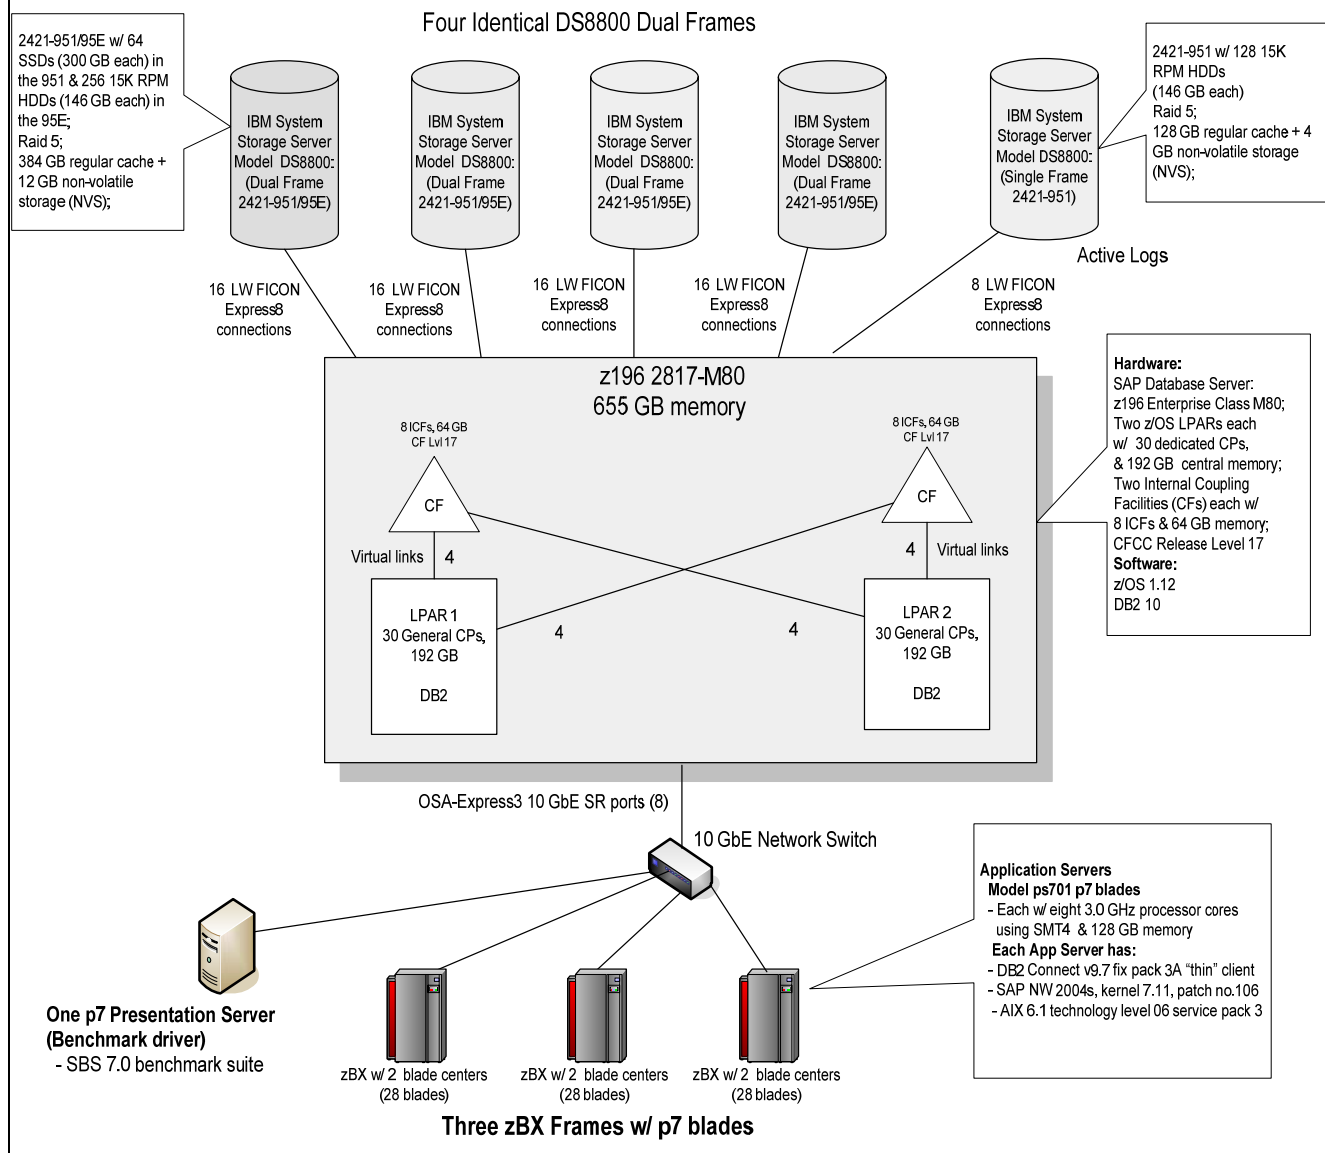 Four Identical DS8800 Dual Frames
2421-951/95E w/ 64
SSDs (300 GB each) in
the 951 & 256 15K RPM
HDDs (146 GB each) in
the 95E;
Raid 5;
384 GB regular cache +
12 GB non-volatile
storage (NVS);
IBM System
Storage Server
Model DS8800:
(Dual Frame
2421-951/95E)
IBM System
Storage Server
Model DS8800:
(Dual Frame
2421-951/95E)
IBM System
Storage Server
Model DS8800:
(Dual Frame
2421-951/95E)
IBM System
Storage Server
Model DS8800:
(Dual Frame
2421-951/95E)
IBM System
Storage Server
Model DS8800:
(Single Frame
2421-951)
2421-951 w/ 128 15K
RPM HDDs
(146 GB each)
Raid 5;
128 GB regular cache + 4
GB non-volatile storage
(NVS);
Active Logs
16 LW FICON
Express8
connections
16 LW FICON
Express8
connections
16 LW FICON
Express8
connections
16 LW FICON
Express8
connections
8 LW FICON
Express8
connections
z196 2817-M80
655 GB memory
8 ICFs, 64 GB
CF Lvl 17
CF
8 ICFs, 64 GB
CF Lvl 17
CF
Virtual links 4
4 Virtual links
LPAR 1
30 General CPs,
192 GB
DB2
4
4
LPAR 2
30 General CPs,
192 GB
DB2
Hardware:
SAP Database Server:
z196 Enterprise Class M80;
Two z/OS LPARs each
w/ 30 dedicated CPs,
& 192 GB central memory;
Two Internal Coupling
Facilities (CFs) each w/
8 ICFs & 64 GB memory;
CFCC Release Level 17
Software:
z/OS 1.12
DB2 10
OSA-Express3 10 GbE SR ports (8)
10 GbE Network Switch
Application Servers
Model ps701 p7 blades
- Each w/ eight 3.0 GHz processor cores
using SMT4 & 128 GB memory
Each App Server has:
- DB2 Connect v9.7 fix pack 3A “thin” client
- SAP NW 2004s, kernel 7.11, patch no.106
- AIX 6.1 technology level 06 service pack 3
One p7 Presentation Server
(Benchmark driver)
- SBS 7.0 benchmark suite
zBX w/ 2 blade centers
(28 blades)
zBX w/ 2 blade centers
(28 blades)
zBX w/ 2 blade centers
(28 blades)
Three zBX Frames w/ p7 blades